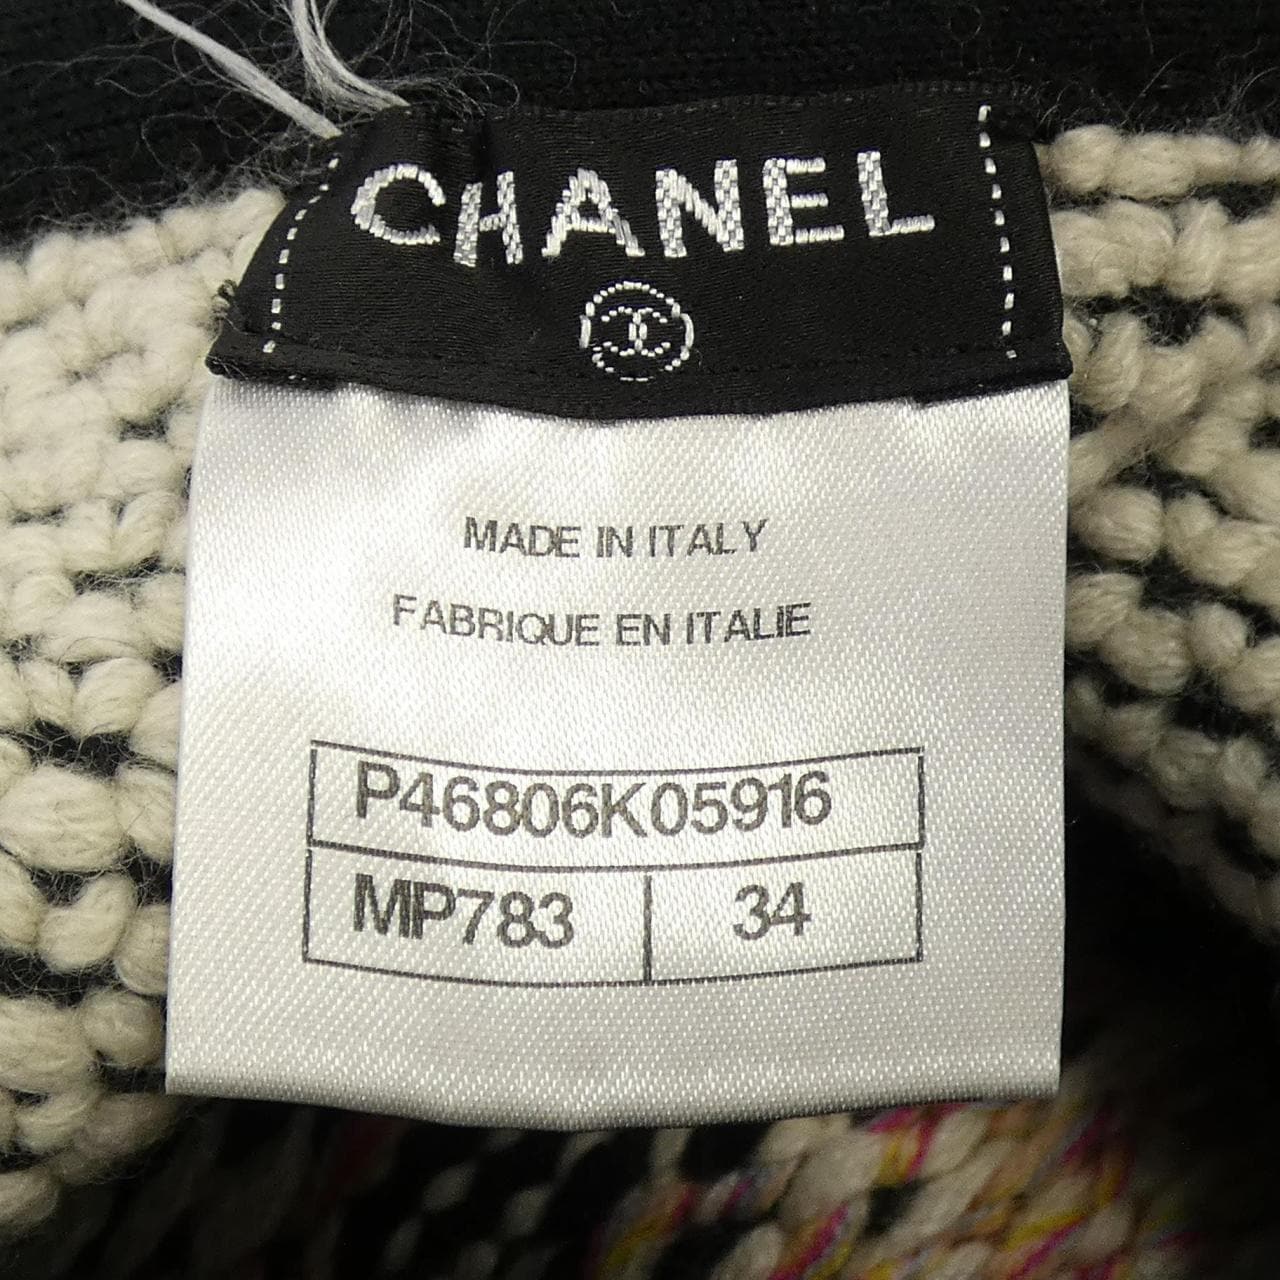 CHANEL
MADE IN ITALY
FABRIQUE EN ITALIE
P46806K05916
MP783 34